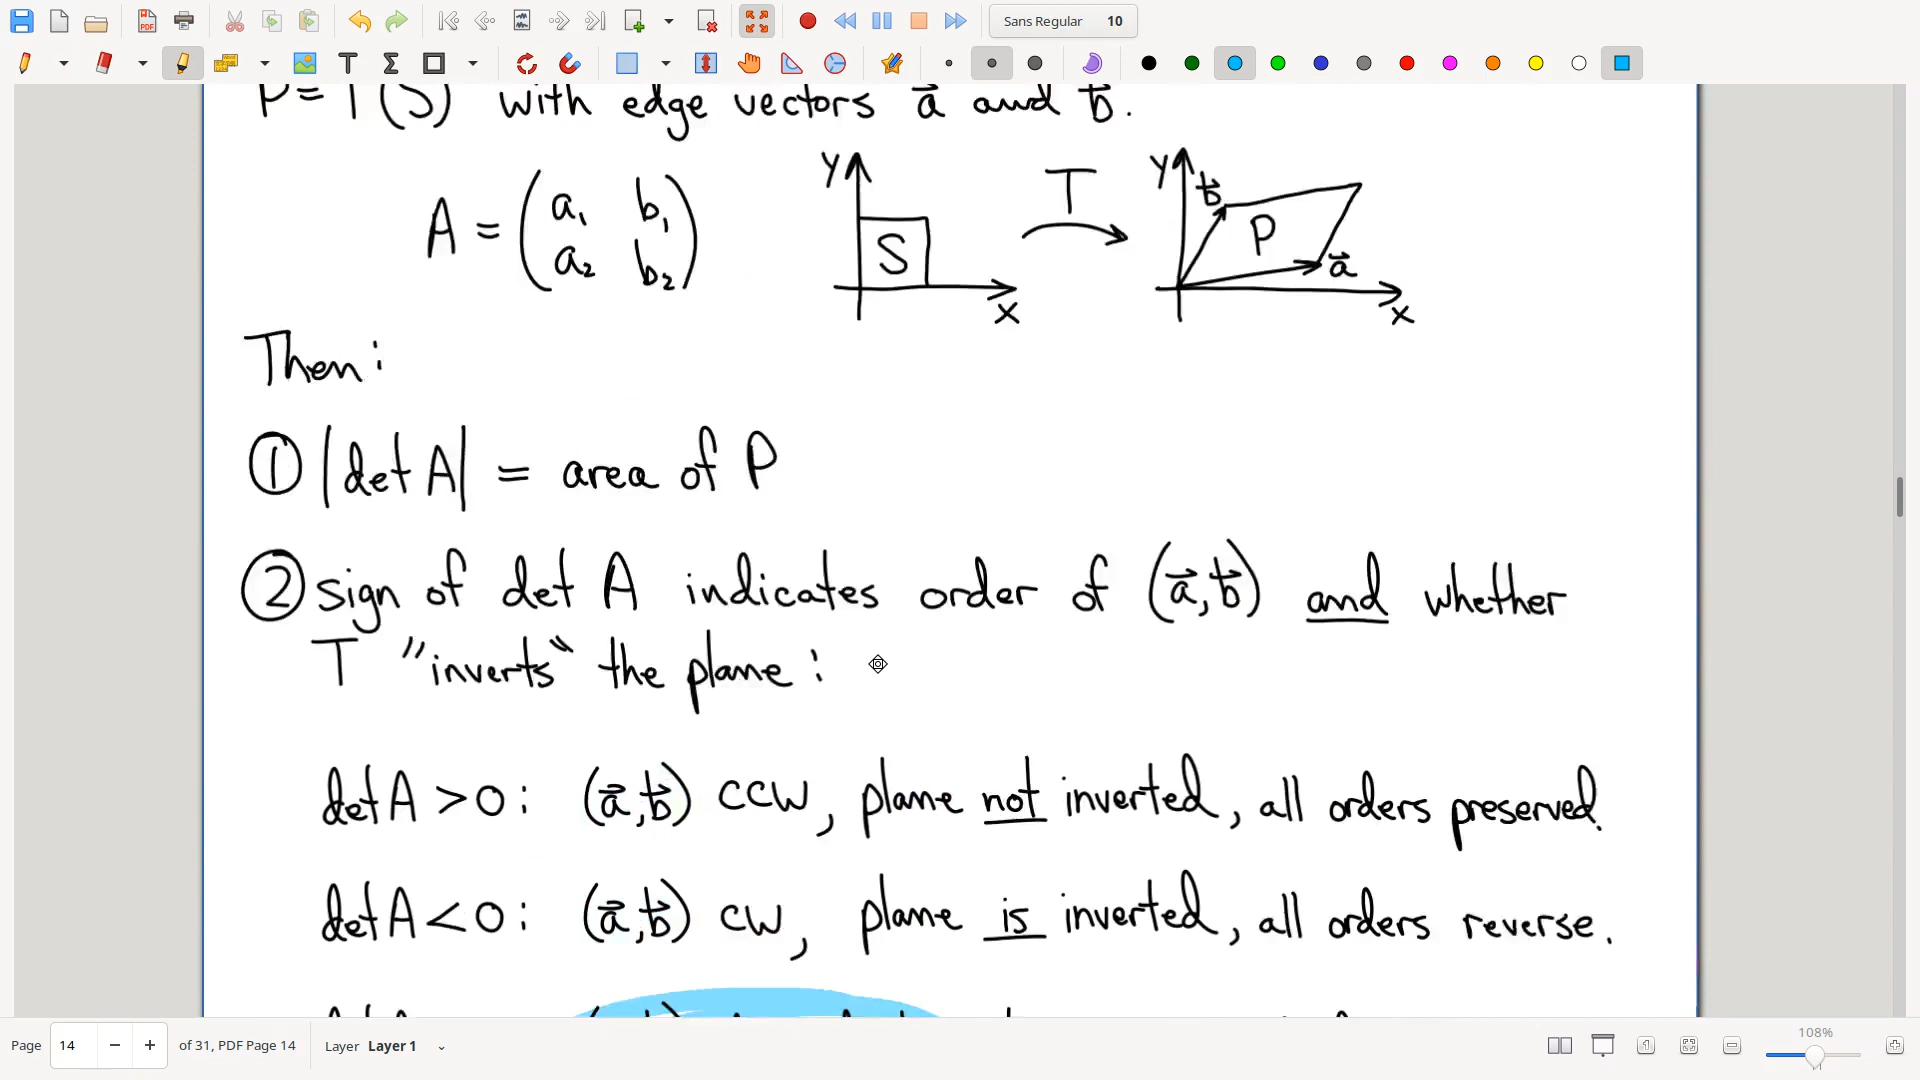 Sans Regular 10
P = T(S) with edge vectors a⃗ and b⃗.
A = (a₁ b₁
a₂ b₂)
y
S
x
T
y
b⃗
P
a⃗
x
Then:
① |det A| = area of P
② sign of det A indicates order of (a⃗, b⃗) and whether
T "inverts" the plane:
det A > 0: (a⃗, b⃗) CCW, plane not inverted, all orders preserved.
det A < 0: (a⃗, b⃗) CW, plane is inverted, all orders reverse.
Page 14 of 31, PDF Page 14 Layer Layer 1
108%